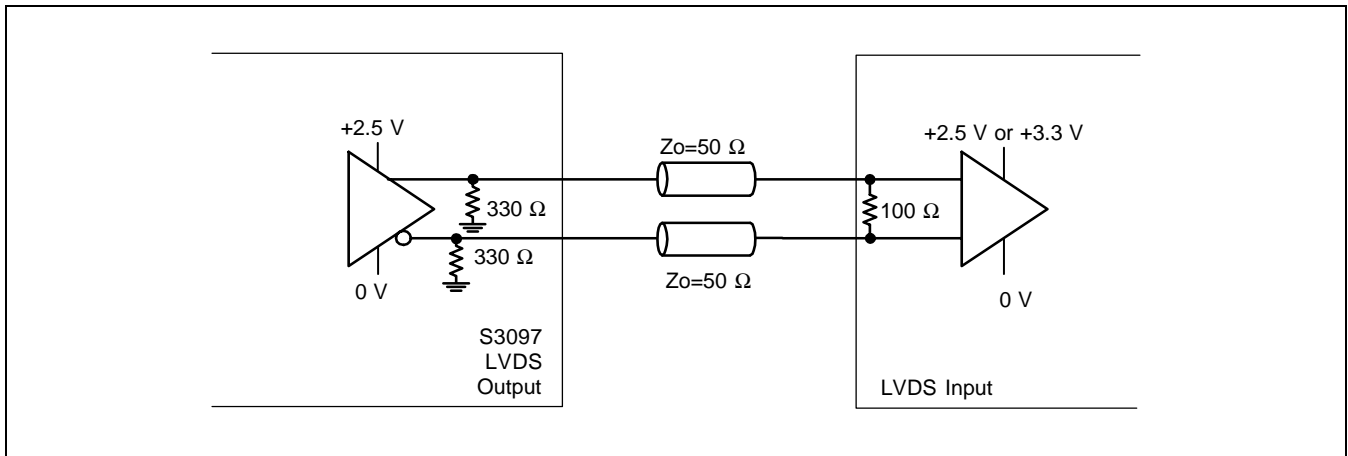 +2.5 V
330 Ω
330 Ω
0 V
S3097
LVDS
Output
Zo=50 Ω
Zo=50 Ω
+2.5 V or +3.3 V
100 Ω
0 V
LVDS Input